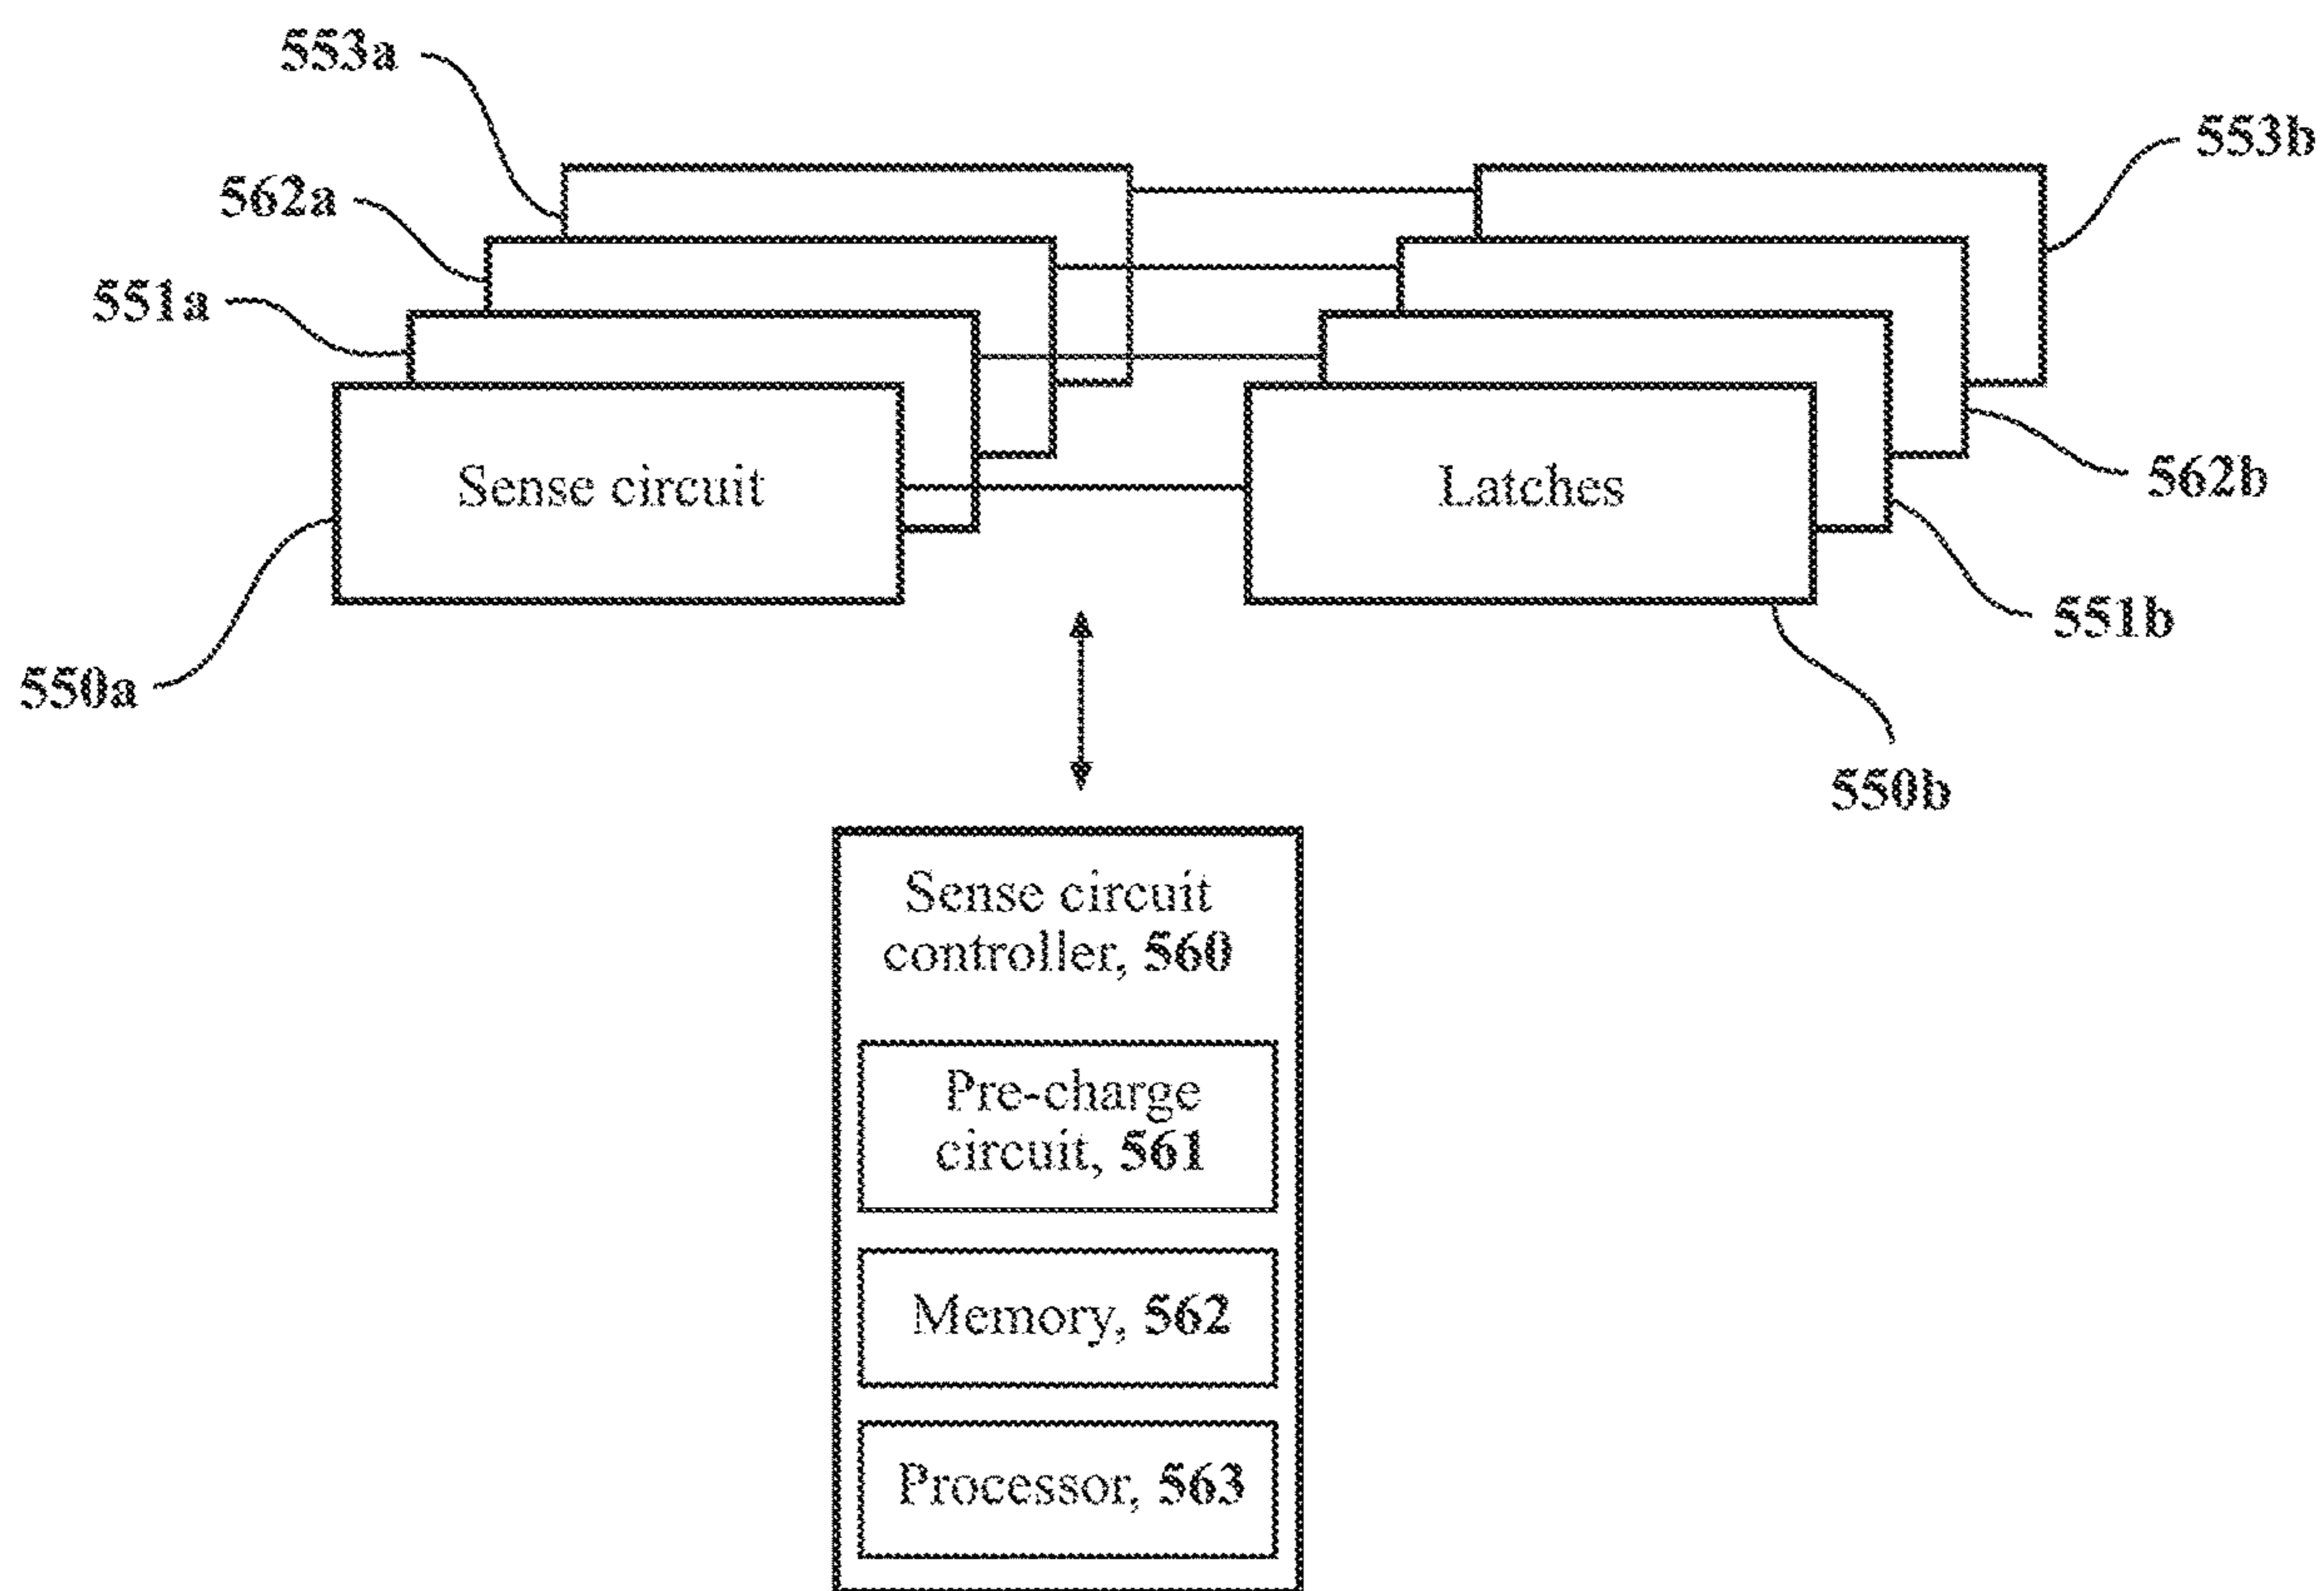 553a
553b
562a
551a
Sense circuit
Latches
562b
551b
550a
550b
Sense circuit
controller, 560
Pre-charge
circuit, 561
Memory, 562
Processor, 563